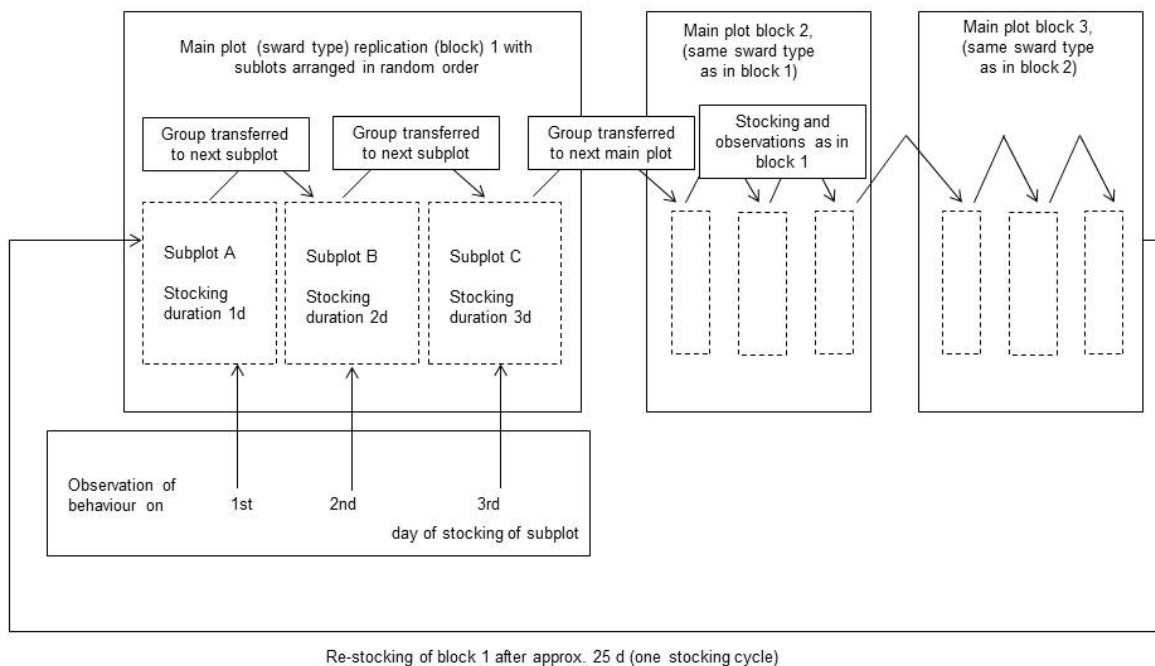 Main plot (sward type) replication (block) 1 with
sublots arranged in random order
Main plot block 2,
(same sward type
as in block 1)
Main plot block 3,
(same sward type
as in block 2)
Group transferred
to next subplot
Group transferred
to next subplot
Group transferred
to next main plot
Stocking and
observations as in
block 1
Subplot A
Stocking
duration 1d
Subplot B
Stocking
duration 2d
Subplot C
Stocking
duration 3d
Observation of
behaviour on
1st
2nd
3rd
day of stocking of subplot
Re-stocking of block 1 after approx. 25 d (one stocking cycle)